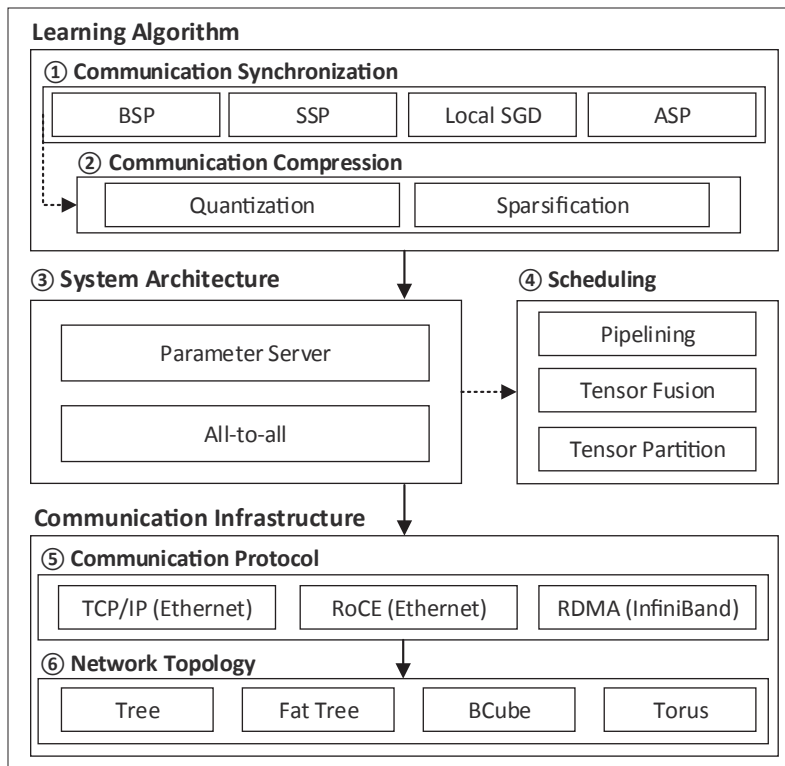 Learning Algorithm
① Communication Synchronization
BSP SSP Local SGD ASP
② Communication Compression
Quantization Sparsification
③ System Architecture
④ Scheduling
Parameter Server
All-to-all
Pipelining
Tensor Fusion
Tensor Partition
Communication Infrastructure
⑤ Communication Protocol
TCP/IP (Ethernet) RoCE (Ethernet) RDMA (InfiniBand)
⑥ Network Topology
Tree Fat Tree BCube Torus